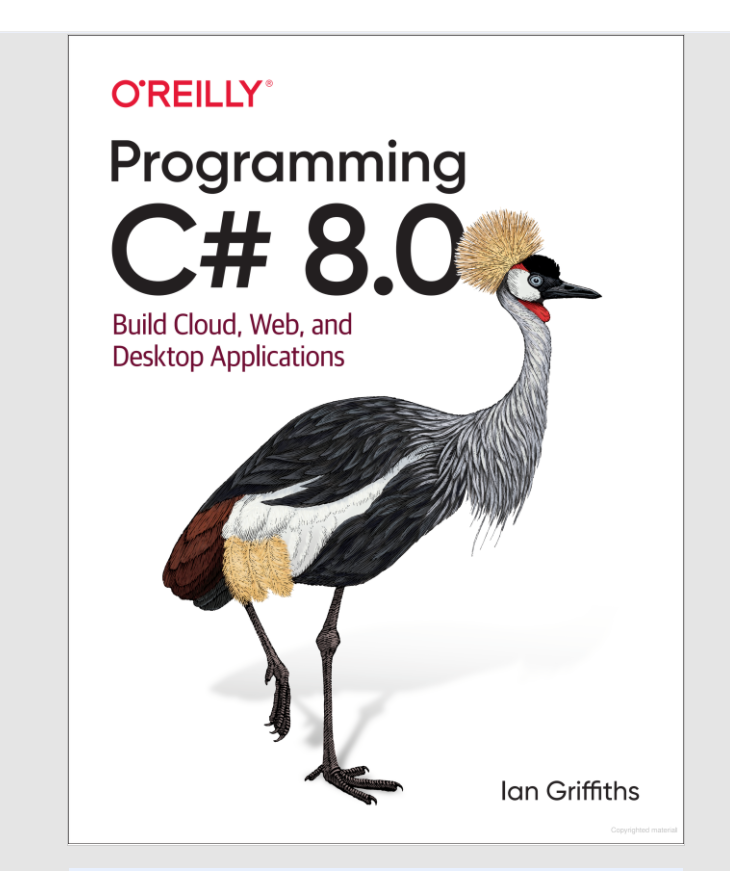 O'REILLY®
Programming
C# 8.0
Build Cloud, Web, and
Desktop Applications
Ian Griffiths
Copyrighted material